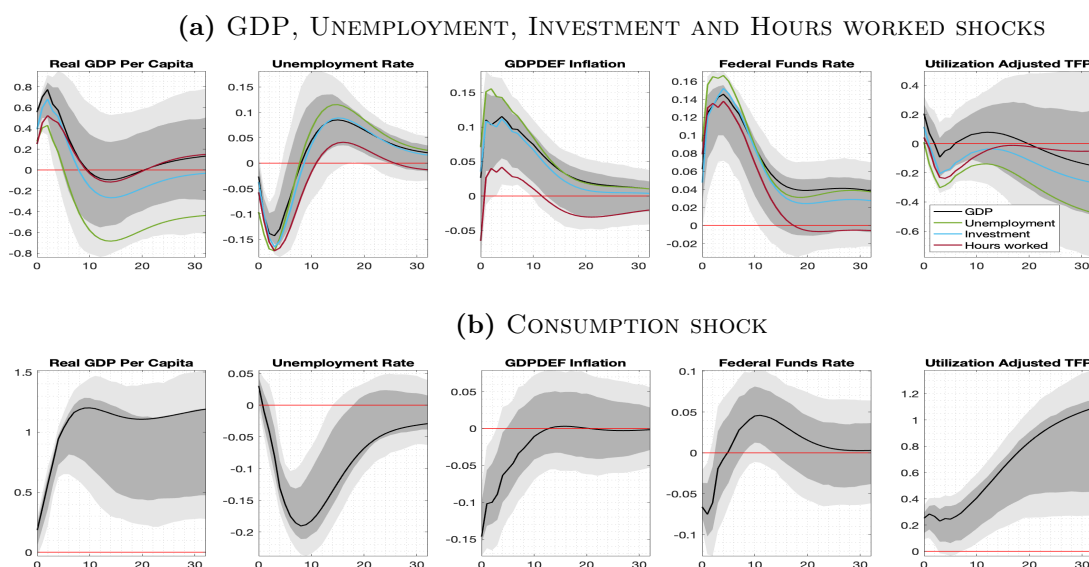 (a) GDP, Unemployment, Investment and Hours worked shocks
Real GDP Per Capita
Unemployment Rate
GDPDEF Inflation
Federal Funds Rate
Utilization Adjusted TFP
0.8
0.6
0.4
0.2
0
-0.2
-0.4
-0.6
-0.8
0 10 20 30
0.15
0.1
0.05
0
-0.05
-0.1
-0.15
0 10 20 30
0.15
0.1
0.05
0
-0.05
0 10 20 30
0.16
0.14
0.12
0.1
0.08
0.06
0.04
0.02
0
-0.02
0 10 20 30
0.4
0.2
0
-0.2
-0.4
-0.6
0 10 20 30
GDP
Unemployment
Investment
Hours worked
(b) Consumption shock
Real GDP Per Capita
Unemployment Rate
GDPDEF Inflation
Federal Funds Rate
Utilization Adjusted TFP
1.5
1
0.5
0
0 10 20 30
0.05
0
-0.05
-0.1
-0.15
-0.2
0 10 20 30
0.05
0
-0.05
-0.1
-0.15
0 10 20 30
0.1
0.05
0
-0.05
-0.1
0 10 20 30
1.2
1
0.8
0.6
0.4
0.2
0
0 10 20 30